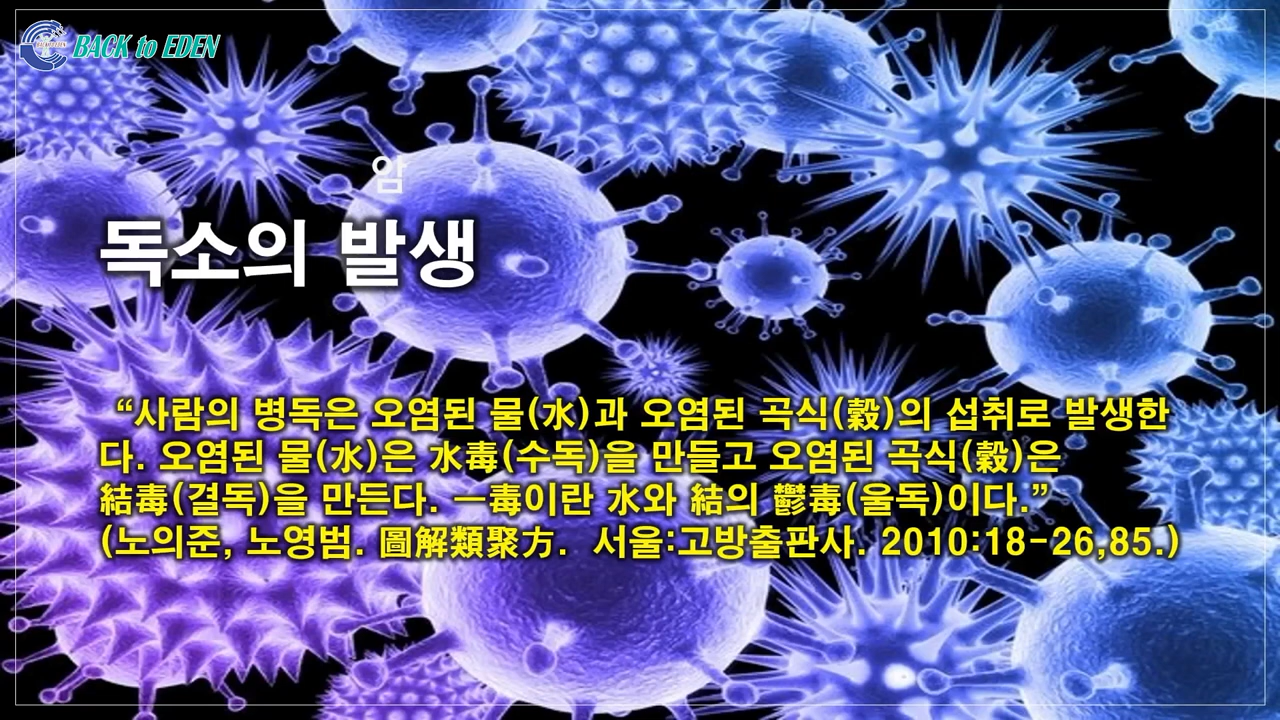 BACK to EDEN
암
독소의 발생
“사람의 병독은 오염된 물(水)과 오염된 곡식(穀)의 섭취로 발생한
다. 오염된 물(水)은 水毒(수독)을 만들고 오염된 곡식(穀)은
結毒(결독)을 만든다. 一毒이란 水와 結의 鬱毒(울독)이다.”
(노의준, 노영범. 圖解類聚方. 서울:고방출판사. 2010:18-26,85.)